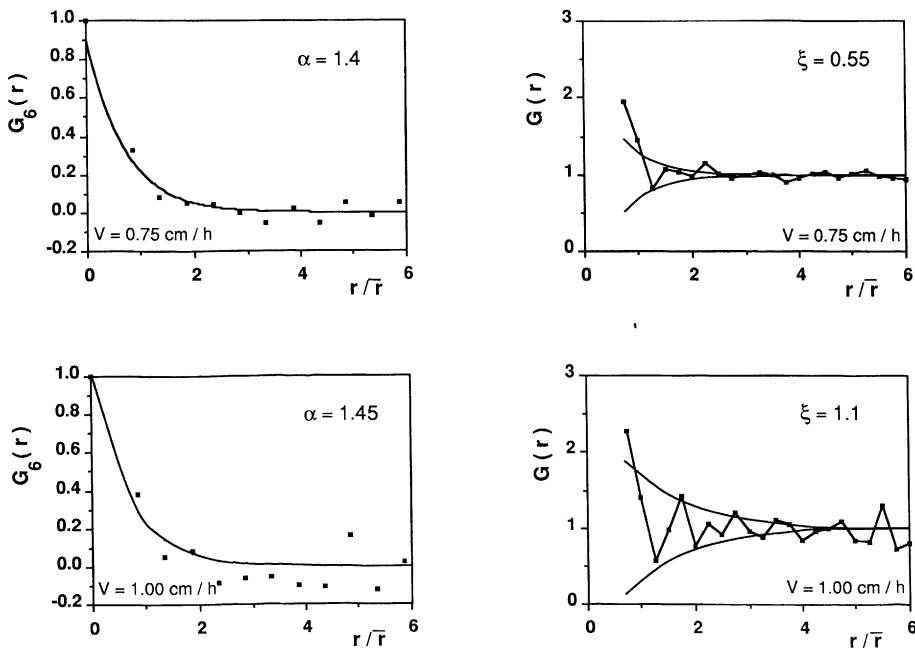 1.0
0.8
0.6
0.4
0.2
0.0
-0.2
G₆(r)
α = 1.4
V = 0.75 cm / h
0 2 4 6
r / r̅
3
2
1
0
G(r)
ξ = 0.55
V = 0.75 cm / h
0 2 4 6
r / r̅
1.0
0.8
0.6
0.4
0.2
0.0
-0.2
G₆(r)
α = 1.45
V = 1.00 cm / h
0 2 4 6
r / r̅
3
2
1
0
G(r)
ξ = 1.1
V = 1.00 cm / h
0 2 4 6
r / r̅